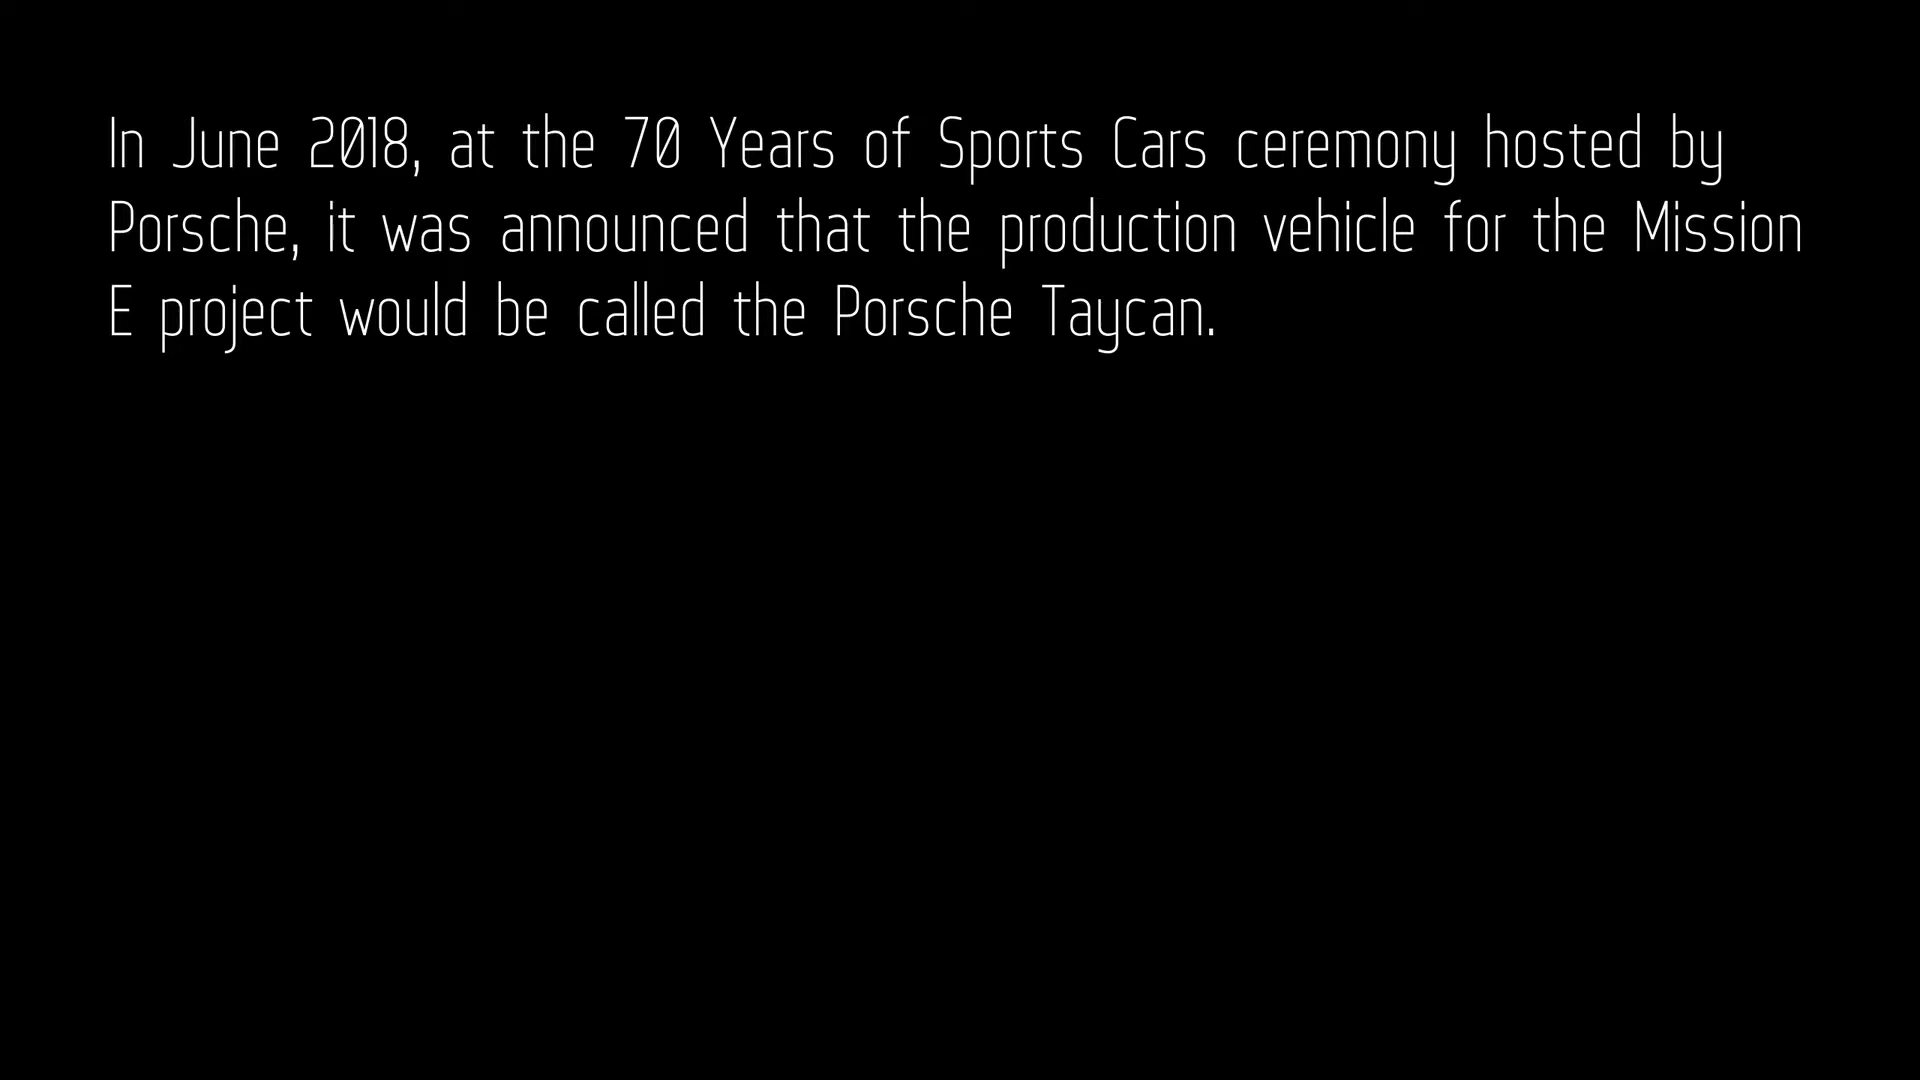 In June 2018, at the 70 Years of Sports Cars ceremony hosted by
Porsche, it was announced that the production vehicle for the Mission
E project would be called the Porsche Taycan.